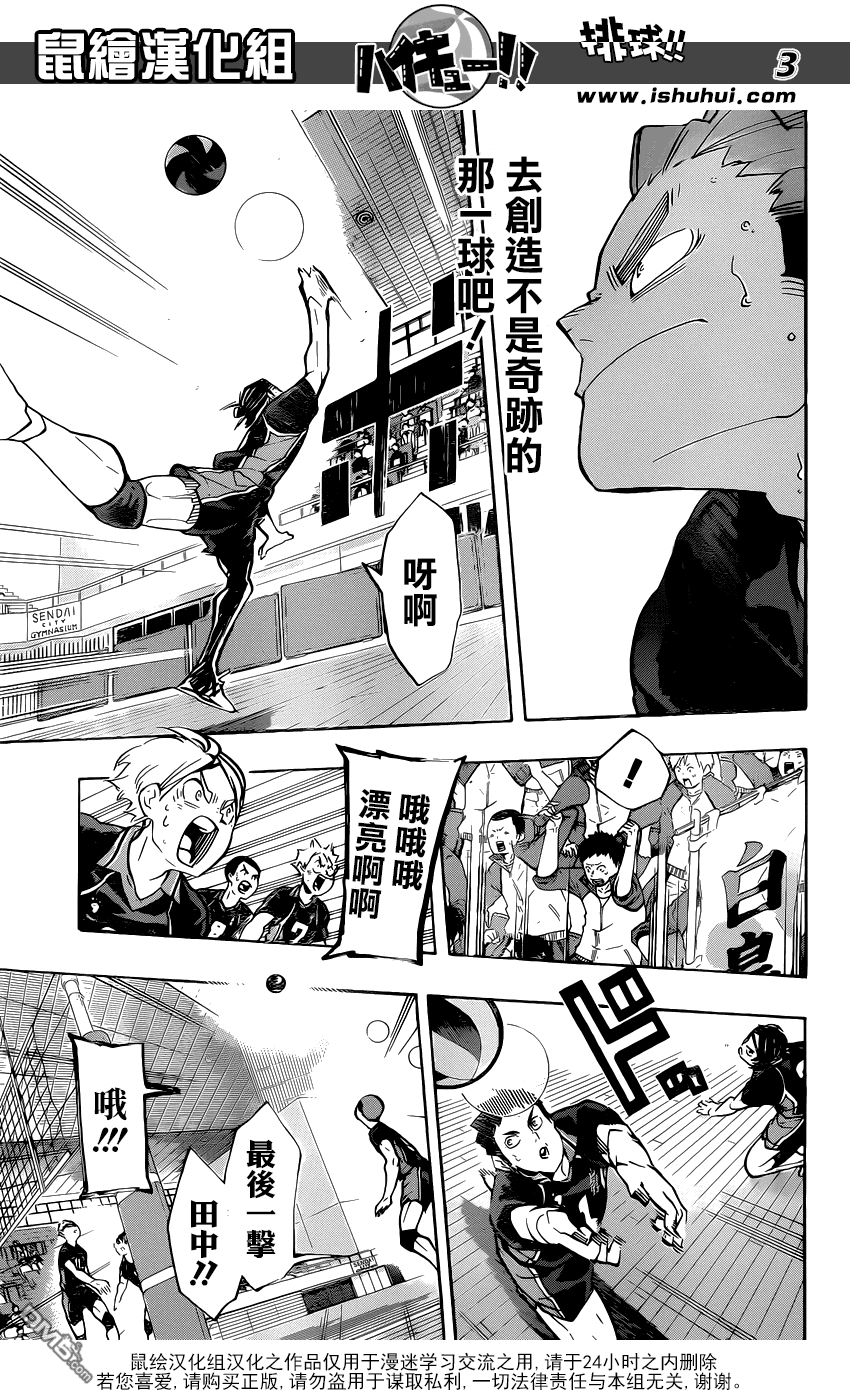 鼠繪漢化組
ハイキュー!!
排球!!
3
www.ishuhui.com
去創造不是奇跡的
那一球吧！
SENDAI
CITY
GYMNASIUM
呀啊
！
哦哦哦
漂亮啊啊
白鳥
最後一擊
田中!!
哦!!!
鼠绘汉化组汉化之作品仅用于漫迷学习交流之用, 请于24小时之内删除
若您喜爱, 请购买正版, 请勿盗用于谋取私利, 一切法律责任与本组无关, 谢谢。